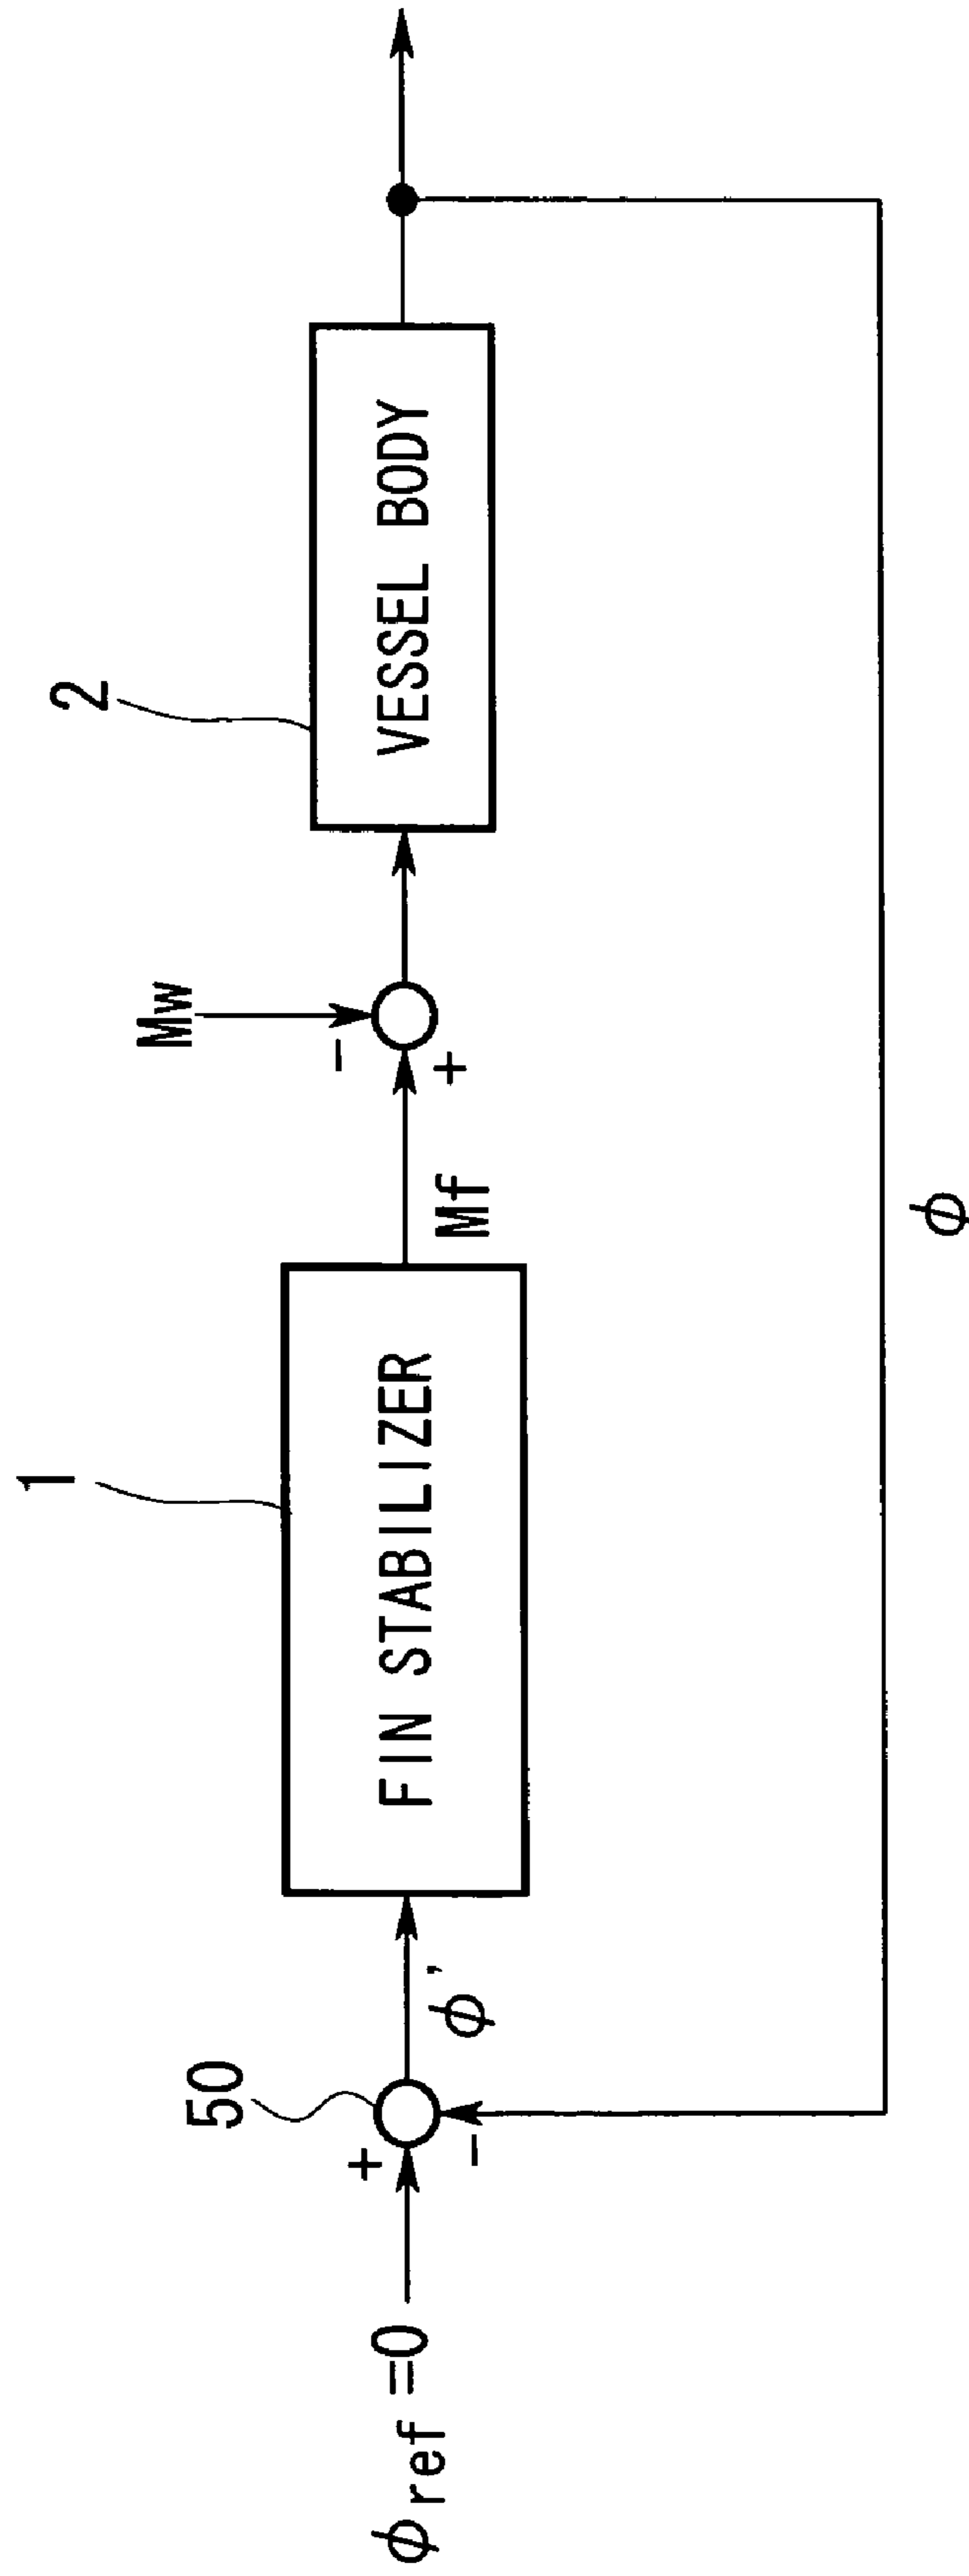 1
2
50
Mw
−
+
+
−
φref =0
φ'
FIN STABILIZER
Mf
VESSEL BODY
φ